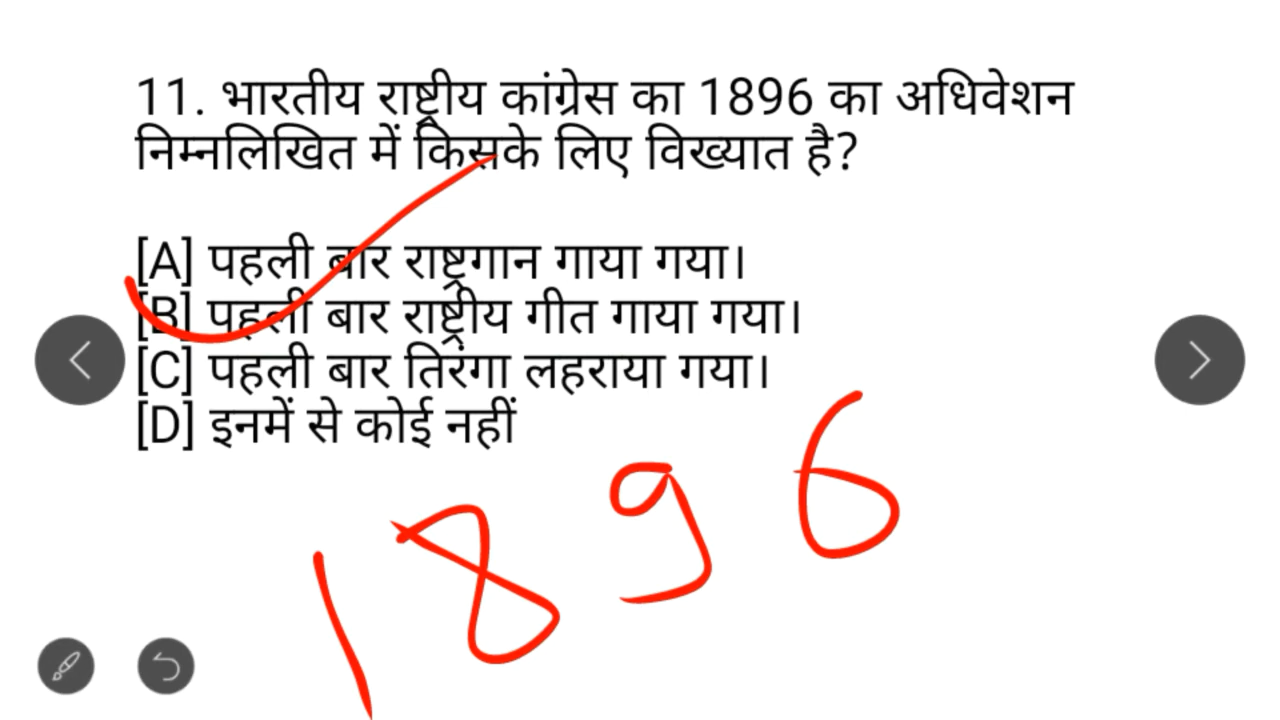 11. भारतीय राष्ट्रीय कांग्रेस का 1896 का अधिवेशन
निम्नलिखित में किसके लिए विख्यात है?
[A] पहली बार राष्ट्रगान गाया गया।
[B] पहली बार राष्ट्रीय गीत गाया गया।
[C] पहली बार तिरंगा लहराया गया।
[D] इनमें से कोई नहीं
1896